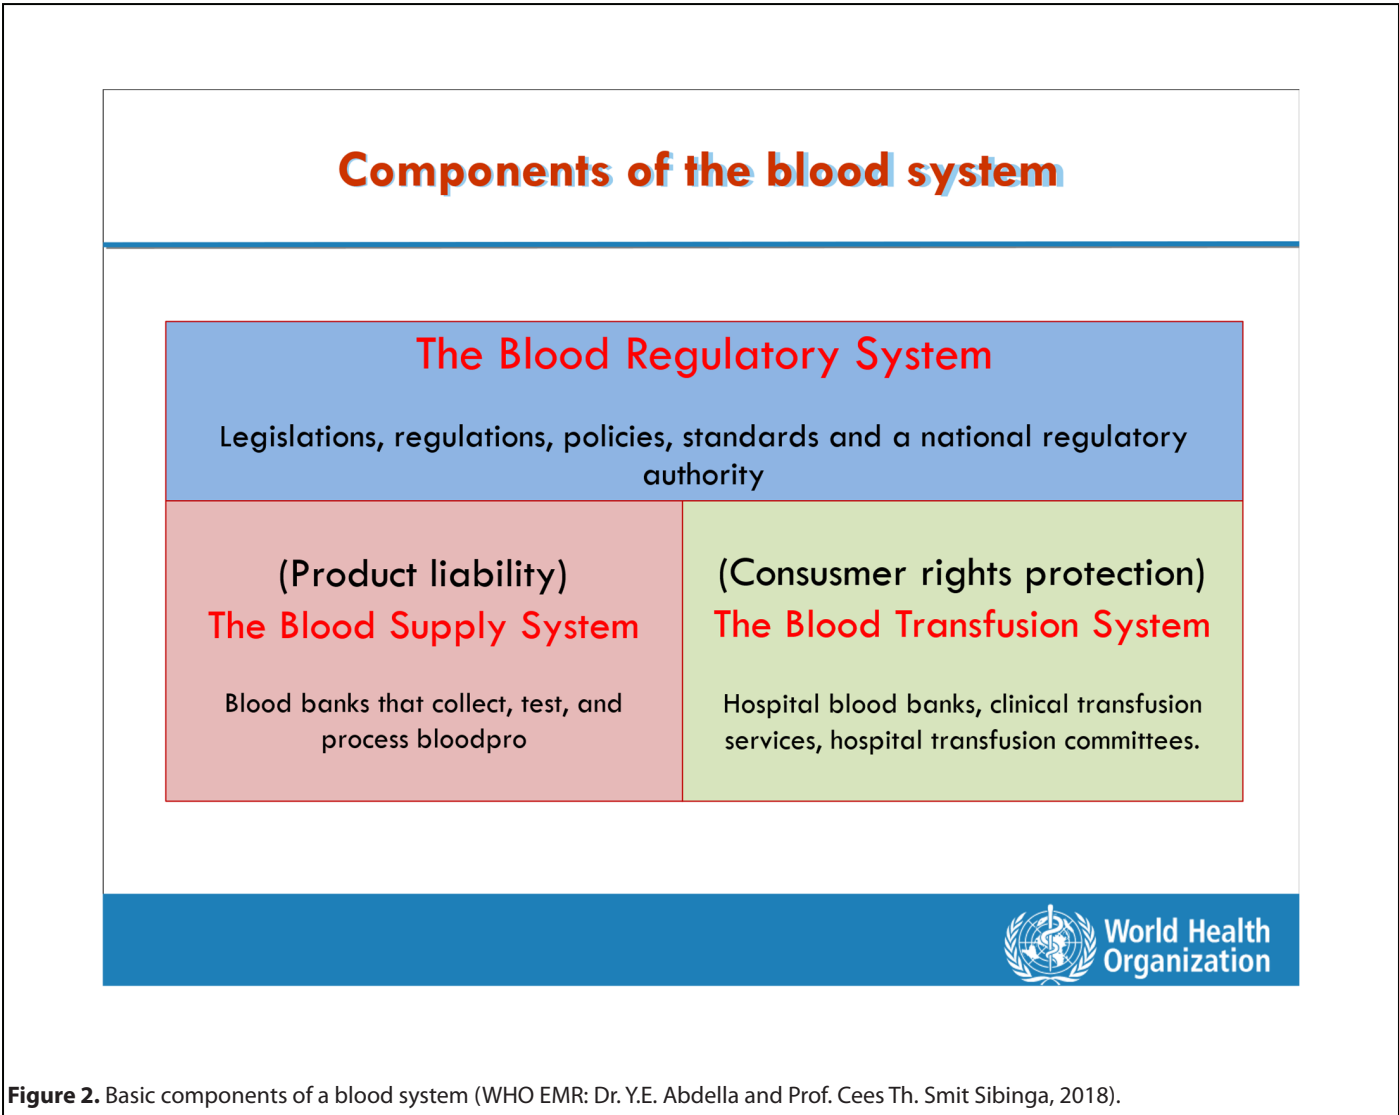 Components of the blood system
The Blood Regulatory System
Legislations, regulations, policies, standards and a national regulatory
authority
(Product liability)
The Blood Supply System
Blood banks that collect, test, and
process bloodpro
(Consusmer rights protection)
The Blood Transfusion System
Hospital blood banks, clinical transfusion
services, hospital transfusion committees.
World Health
Organization
Figure 2. Basic components of a blood system (WHO EMR: Dr. Y.E. Abdella and Prof. Cees Th. Smit Sibinga, 2018).